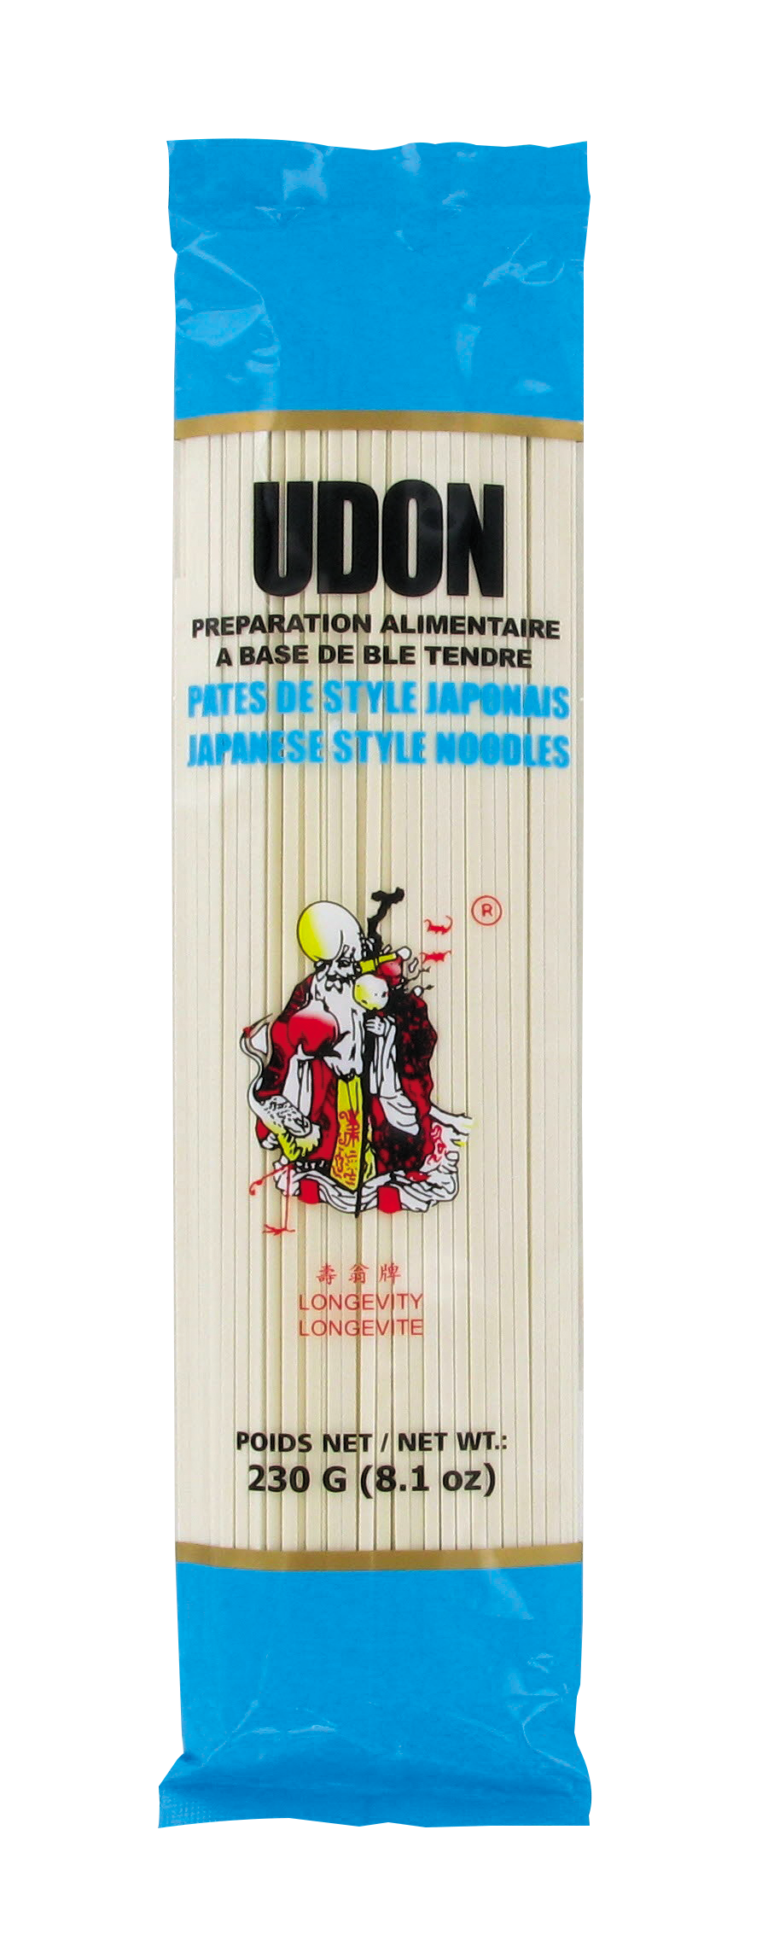 UDON
PREPARATION ALIMENTAIRE
A BASE DE BLE TENDRE
PATES DE STYLE JAPONAIS
JAPANESE STYLE NOODLES
®
壽翁牌
LONGEVITY
LONGEVITE
POIDS NET / NET WT.:
230 G (8.1 oz)